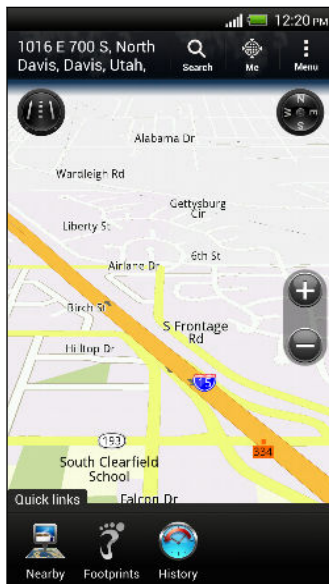 12:20 PM
1016 E 700 S, North
Davis, Davis, Utah,
Search
Me
Menu
N
W
E
S
Alabama Dr
Wardleigh Rd
Gettysburg
Cir
Liberty St
6th St
Airlane Dr
Birch St
S Frontage
Rd
Hilltop Dr
15
193
334
South Clearfield
School
Quick links
Falcon Dr
Nearby
Footprints
History